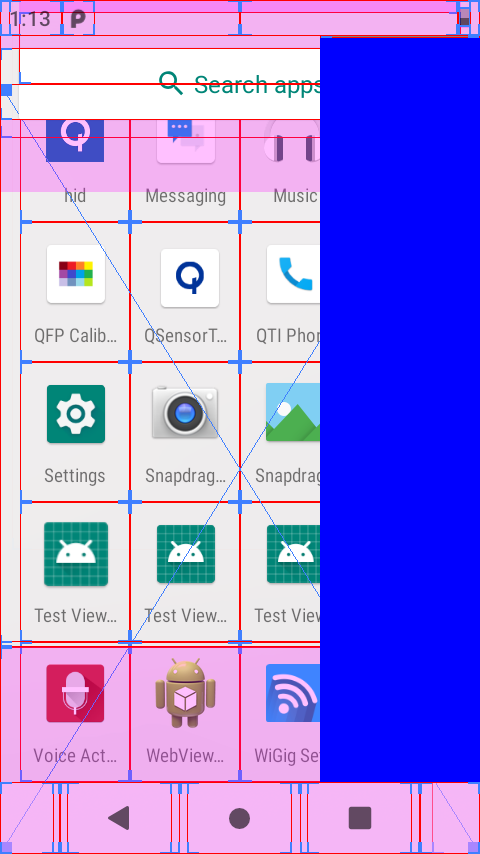 1:13
Search apps
hid Messaging Music
QFP Calib… QSensorT… QTI Phon
Settings Snapdrag… Snapdrag
Test View… Test View… Test View
Voice Act… WebView… WiGig Se